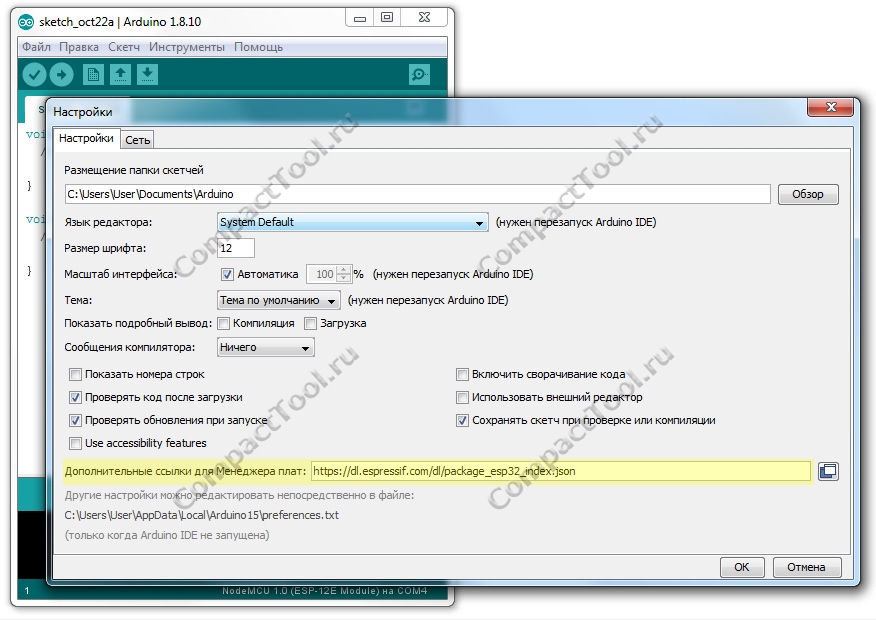 sketch_oct22a | Arduino 1.8.10
Файл Правка Скетч Инструменты Помощь
Настройки
Настройки Сеть
Размещение папки скетчей
C:\Users\User\Documents\Arduino Обзор
Язык редактора: System Default (нужен перезапуск Arduino IDE)
Размер шрифта: 12
Масштаб интерфейса: Автоматика 100 % (нужен перезапуск Arduino IDE)
Тема: Тема по умолчанию (нужен перезапуск Arduino IDE)
Показать подробный вывод: Компиляция Загрузка
Сообщения компилятора: Ничего
Показать номера строк Включить сворачивание кода
Проверять код после загрузки Использовать внешний редактор
Проверять обновления при запуске Сохранять скетч при проверке или компиляции
Use accessibility features
Дополнительные ссылки для Менеджера плат: https://dl.espressif.com/dl/package_esp32_index.json
Другие настройки можно редактировать непосредственно в файле:
C:\Users\User\AppData\Local\Arduino15\preferences.txt
(только когда Arduino IDE не запущена)
OK Отмена
1 NodeMCU 1.0 (ESP-12E Module) на COM4
CompactTool.ru
CompactTool.ru
CompactTool.ru
CompactTool.ru